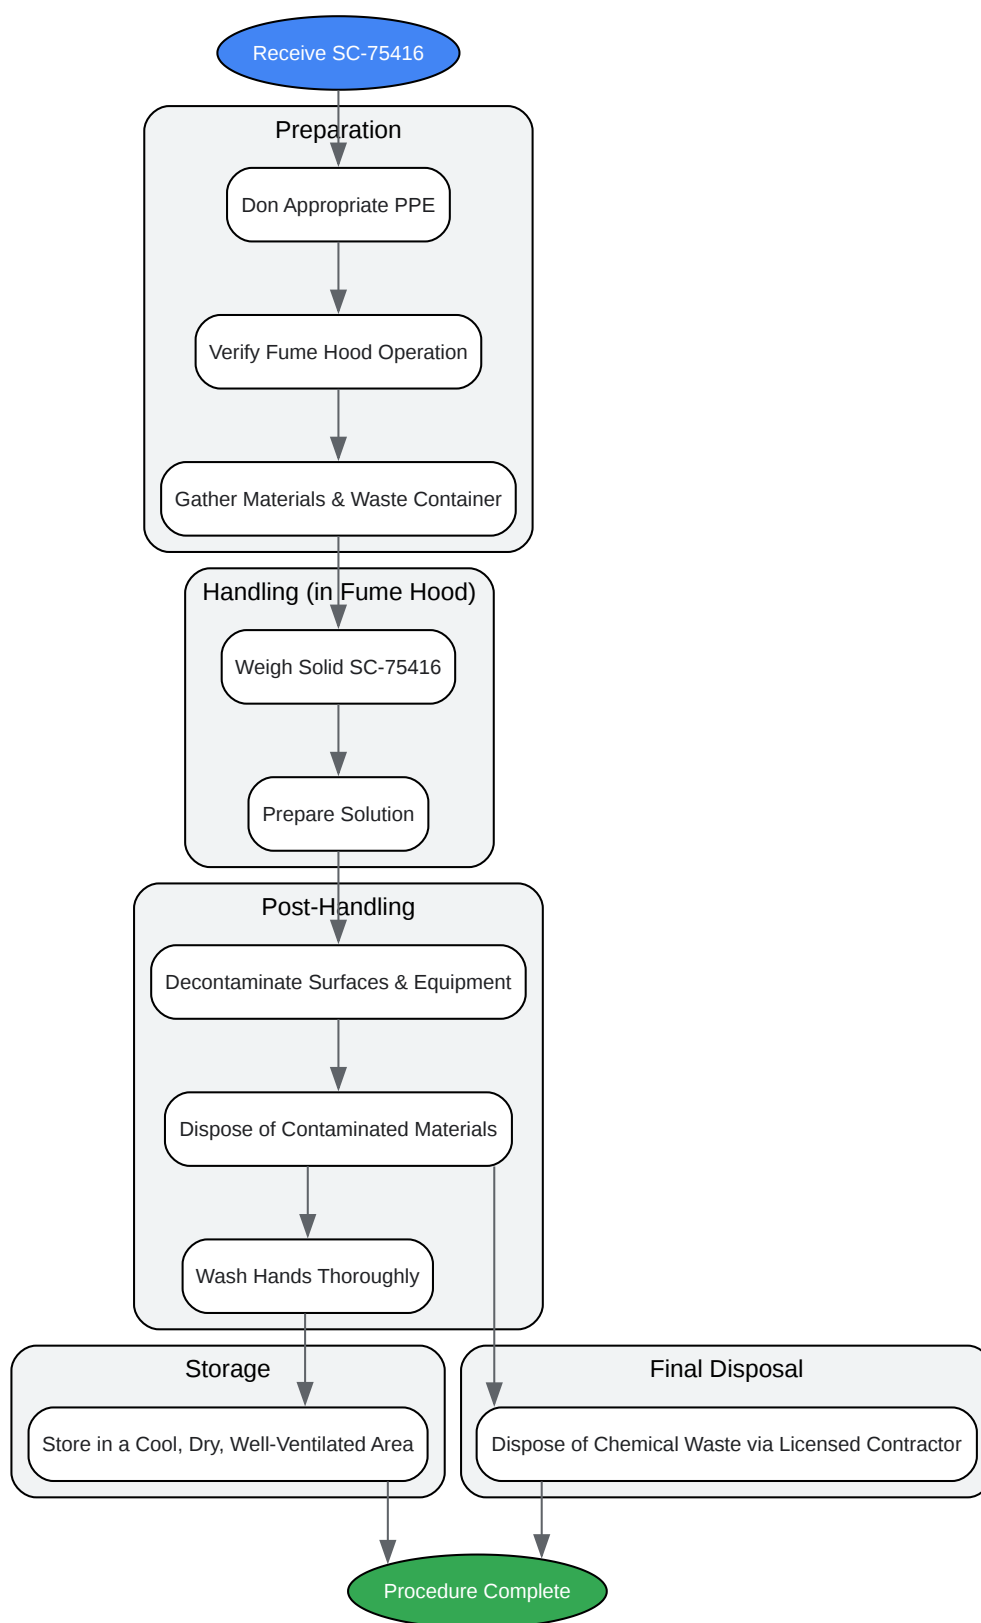 Receive SC-75416
Preparation
Don Appropriate PPE
Verify Fume Hood Operation
Gather Materials & Waste Container
Handling (in Fume Hood)
Weigh Solid SC-75416
Prepare Solution
Post-Handling
Decontaminate Surfaces & Equipment
Dispose of Contaminated Materials
Wash Hands Thoroughly
Storage
Store in a Cool, Dry, Well-Ventilated Area
Final Disposal
Dispose of Chemical Waste via Licensed Contractor
Procedure Complete